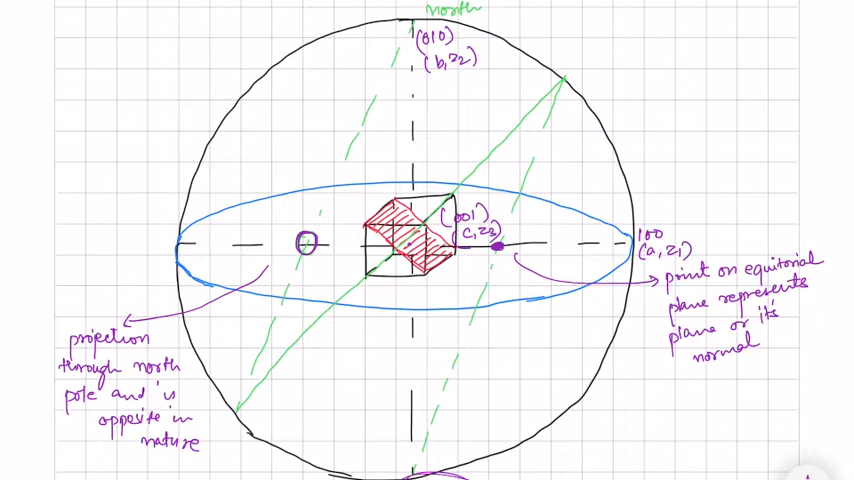 north
(010)
(b, z2)
(001)
(c, z3)
100
(a, z1)
point on equitorial
plane represents
plane or it's
normal
projection
through north
pole and is
opposite in
nature